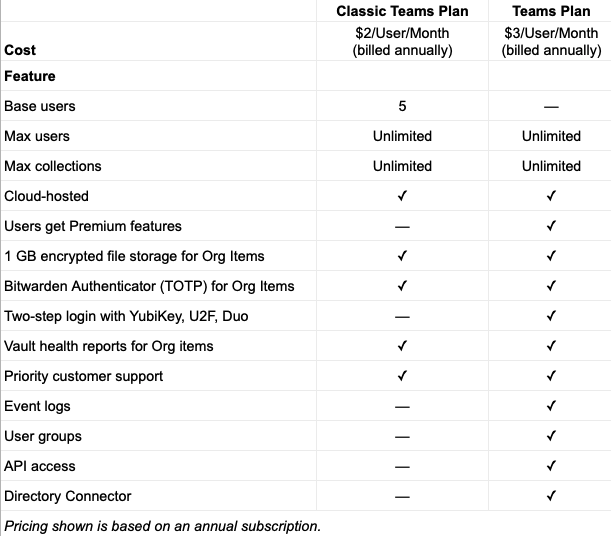 Classic Teams Plan Teams Plan
Cost $2/User/Month (billed annually) $3/User/Month (billed annually)
Feature
Base users 5 —
Max users Unlimited Unlimited
Max collections Unlimited Unlimited
Cloud-hosted ✓ ✓
Users get Premium features — ✓
1 GB encrypted file storage for Org Items ✓ ✓
Bitwarden Authenticator (TOTP) for Org Items ✓ ✓
Two-step login with YubiKey, U2F, Duo — ✓
Vault health reports for Org items ✓ ✓
Priority customer support ✓ ✓
Event logs — ✓
User groups — ✓
API access — ✓
Directory Connector — ✓
Pricing shown is based on an annual subscription.